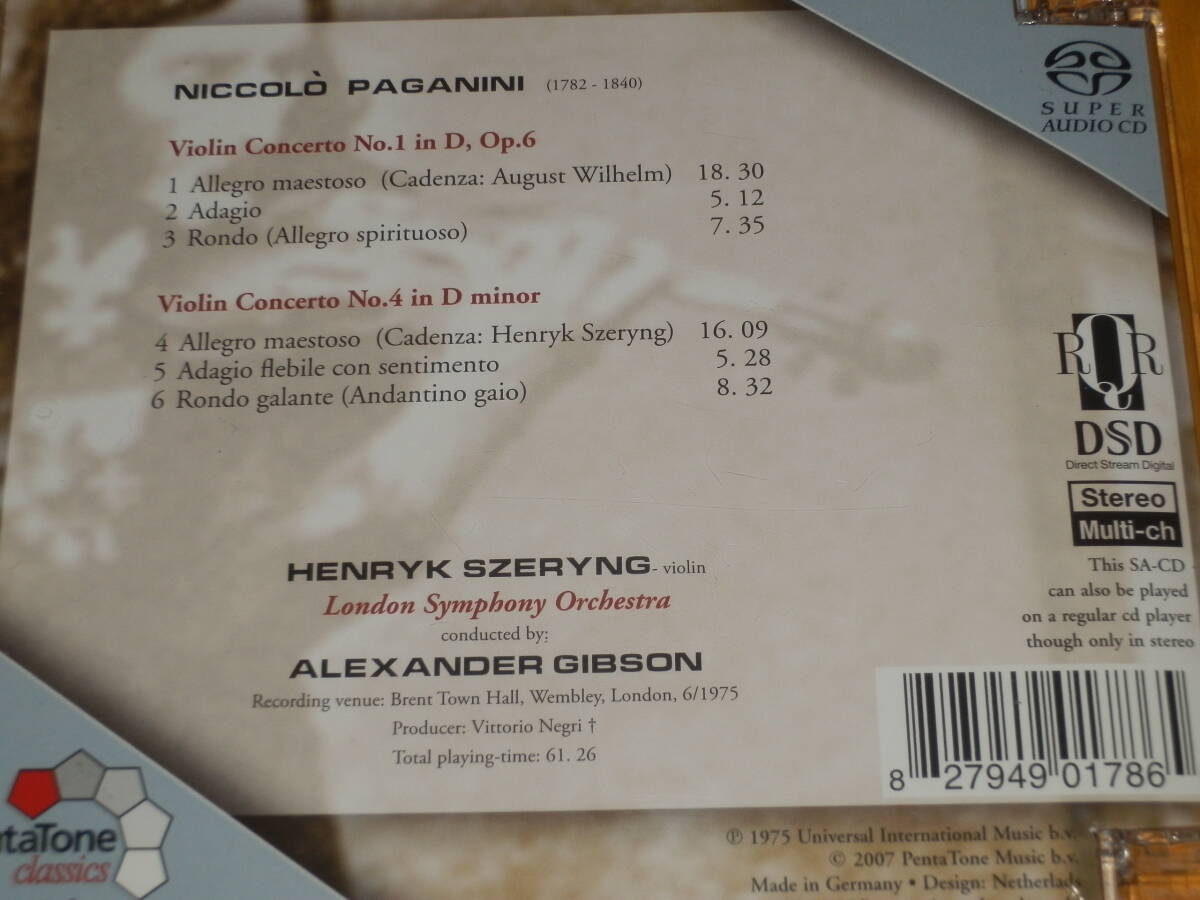 NICCOLÒ PAGANINI (1782 - 1840)
Violin Concerto No.1 in D, Op.6
1 Allegro maestoso (Cadenza: August Wilhelm) 18. 30
2 Adagio 5. 12
3 Rondo (Allegro spirituoso) 7. 35
Violin Concerto No.4 in D minor
4 Allegro maestoso (Cadenza: Henryk Szeryng) 16. 09
5 Adagio flebile con sentimento 5. 28
6 Rondo galante (Andantino gaio) 8. 32
HENRYK SZERYNG - violin
London Symphony Orchestra
conducted by:
ALEXANDER GIBSON
Recording venue: Brent Town Hall, Wembley, London, 6/1975
Producer: Vittorio Negri †
Total playing-time: 61. 26
SUPER
AUDIO CD
RQR
DSD
Direct Stream Digital
Stereo
Multi-ch
This SA-CD
can also be played
on a regular cd player
though only in stereo
8 27949 01786
ntaTone
classics
℗ 1975 Universal International Music b.v.
© 2007 PentaTone Music b.v.
Made in Germany • Design: Netherlads